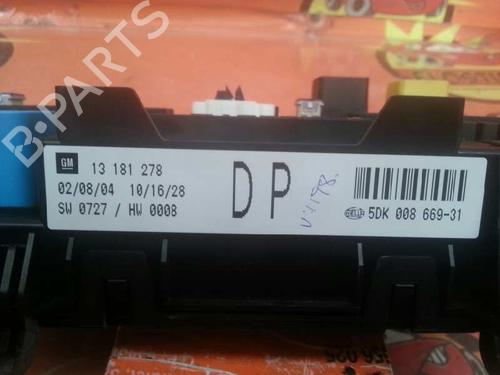 B-PARTS
GM 13 181 278
02/08/04 10/16/28
SW 0727 / HW 0008
D P
HELLA 5DK 008 669-31